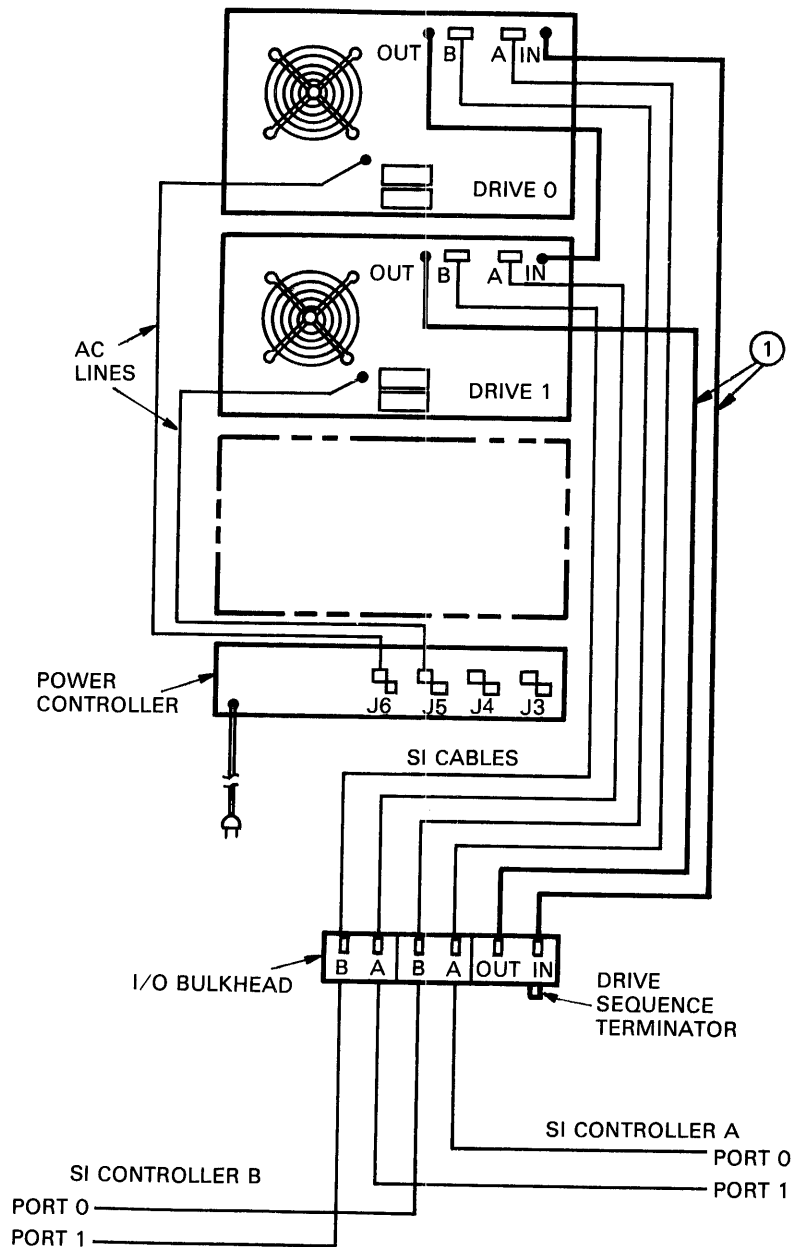 OUT B A IN
DRIVE 0
OUT B A IN
DRIVE 1
AC
LINES
1
POWER
CONTROLLER
J6 J5 J4 J3
SI CABLES
B A B A OUT IN
I/O BULKHEAD
DRIVE
SEQUENCE
TERMINATOR
SI CONTROLLER A
PORT 0
PORT 1
SI CONTROLLER B
PORT 0
PORT 1